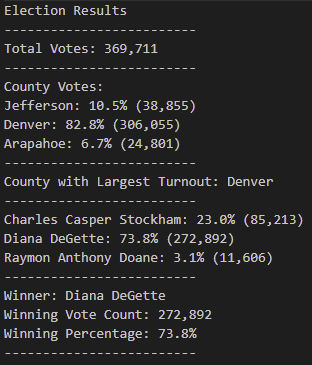 Election Results
-------------------------
Total Votes: 369,711
-------------------------
County Votes:
Jefferson: 10.5% (38,855)
Denver: 82.8% (306,055)
Arapahoe: 6.7% (24,801)
-------------------------
County with Largest Turnout: Denver
-------------------------
Charles Casper Stockham: 23.0% (85,213)
Diana DeGette: 73.8% (272,892)
Raymon Anthony Doane: 3.1% (11,606)
-------------------------
Winner: Diana DeGette
Winning Vote Count: 272,892
Winning Percentage: 73.8%
-------------------------